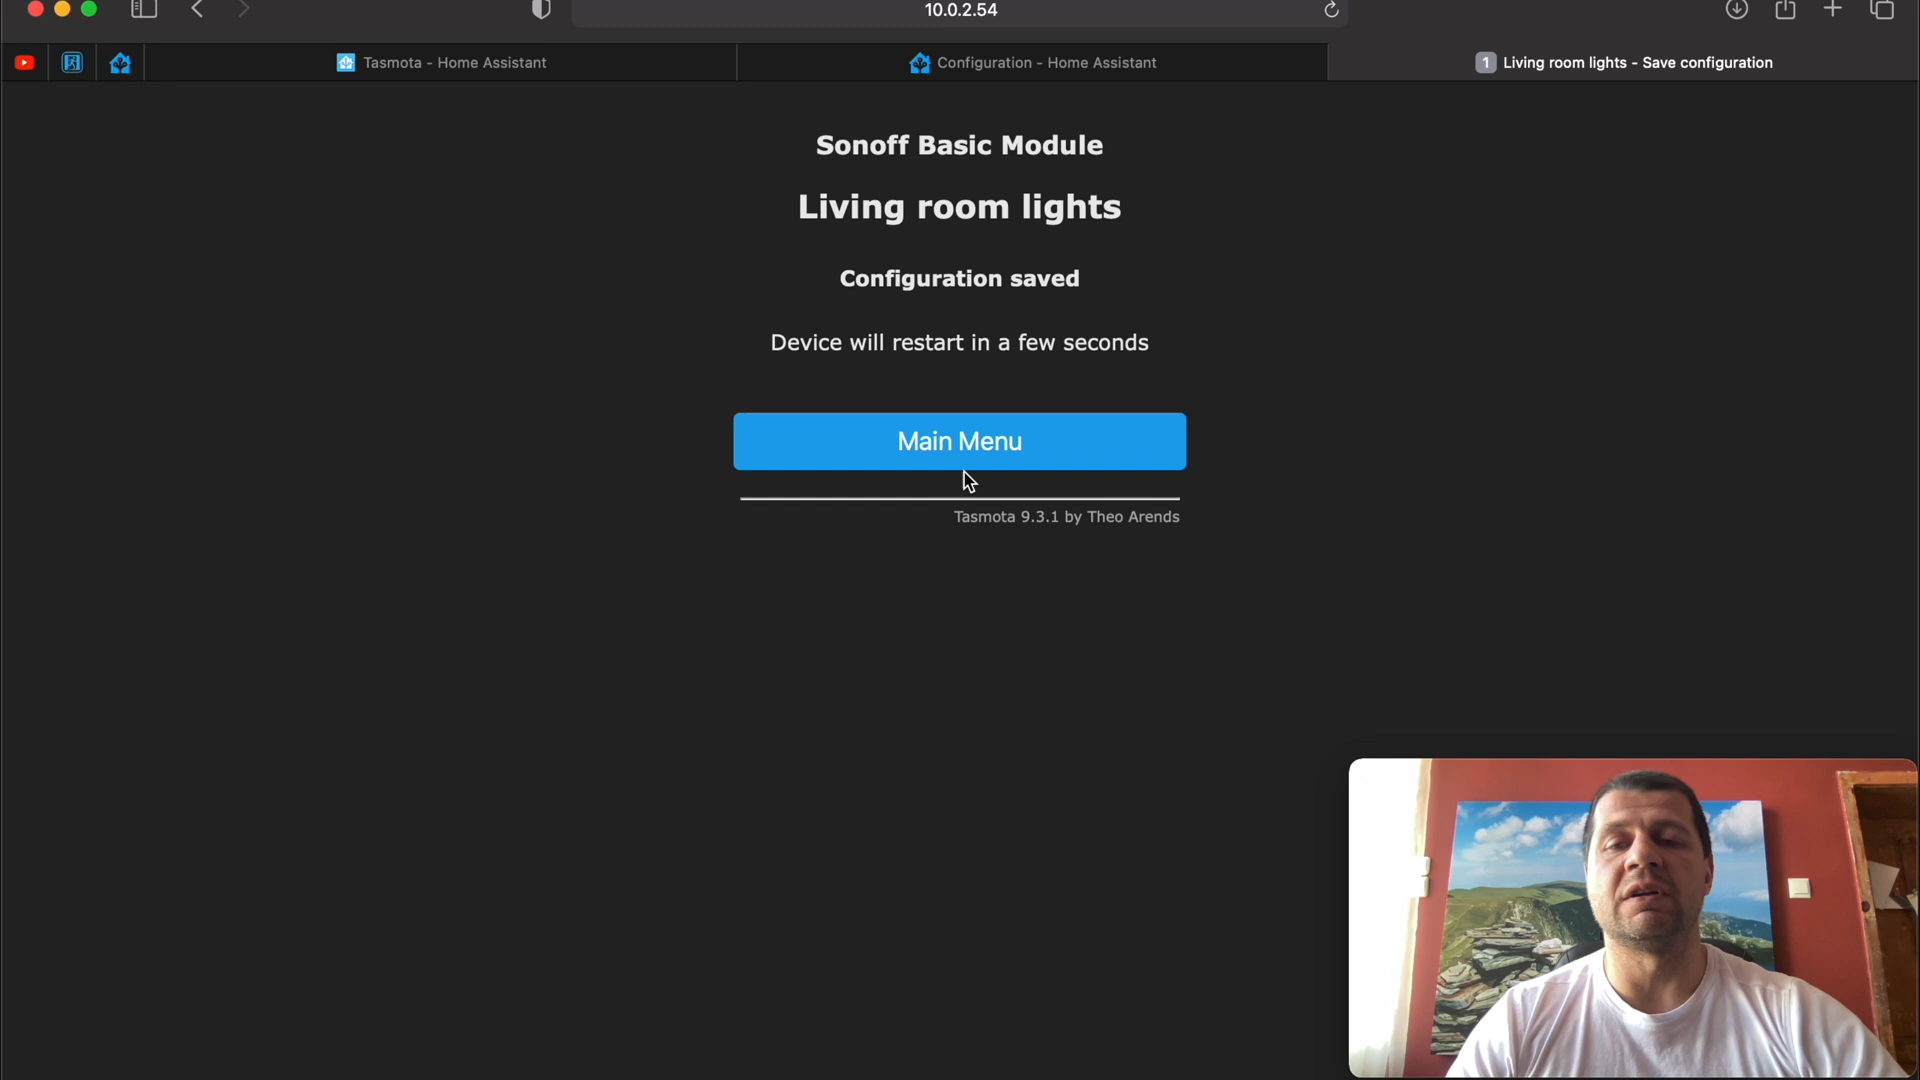 10.0.2.54
Tasmota - Home Assistant
Configuration - Home Assistant
1 Living room lights - Save configuration
Sonoff Basic Module
Living room lights
Configuration saved
Device will restart in a few seconds
Main Menu
Tasmota 9.3.1 by Theo Arends